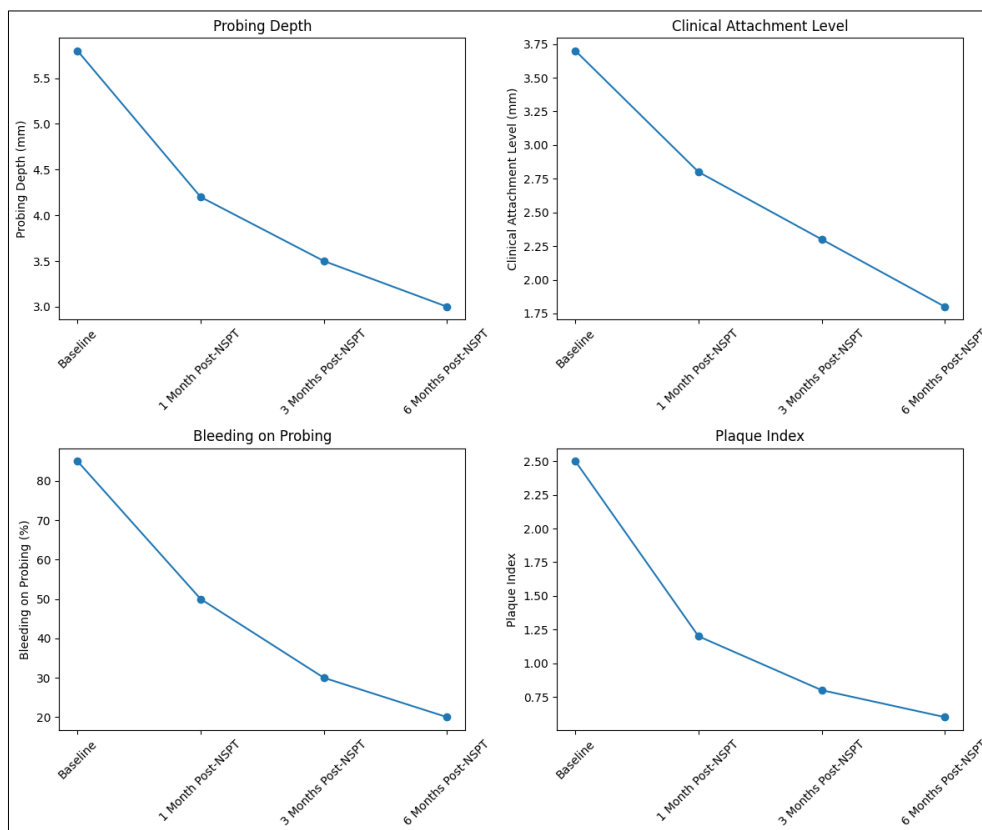 Probing Depth
Probing Depth (mm)
5.5
5.0
4.5
4.0
3.5
3.0
Baseline
1 Month Post-NSPT
3 Months Post-NSPT
6 Months Post-NSPT
Clinical Attachment Level
Clinical Attachment Level (mm)
3.75
3.50
3.25
3.00
2.75
2.50
2.25
2.00
1.75
Baseline
1 Month Post-NSPT
3 Months Post-NSPT
6 Months Post-NSPT
Bleeding on Probing
Bleeding on Probing (%)
80
70
60
50
40
30
20
Baseline
1 Month Post-NSPT
3 Months Post-NSPT
6 Months Post-NSPT
Plaque Index
Plaque Index
2.50
2.25
2.00
1.75
1.50
1.25
1.00
0.75
Baseline
1 Month Post-NSPT
3 Months Post-NSPT
6 Months Post-NSPT